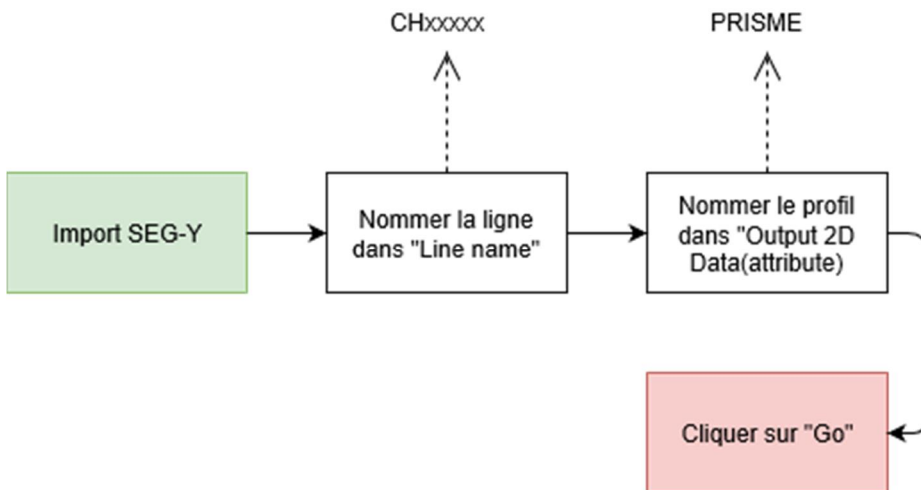 CHxxxxx
PRISME
Import SEG-Y
Nommer la ligne
dans "Line name"
Nommer le profil
dans "Output 2D
Data(attribute)
Cliquer sur "Go"